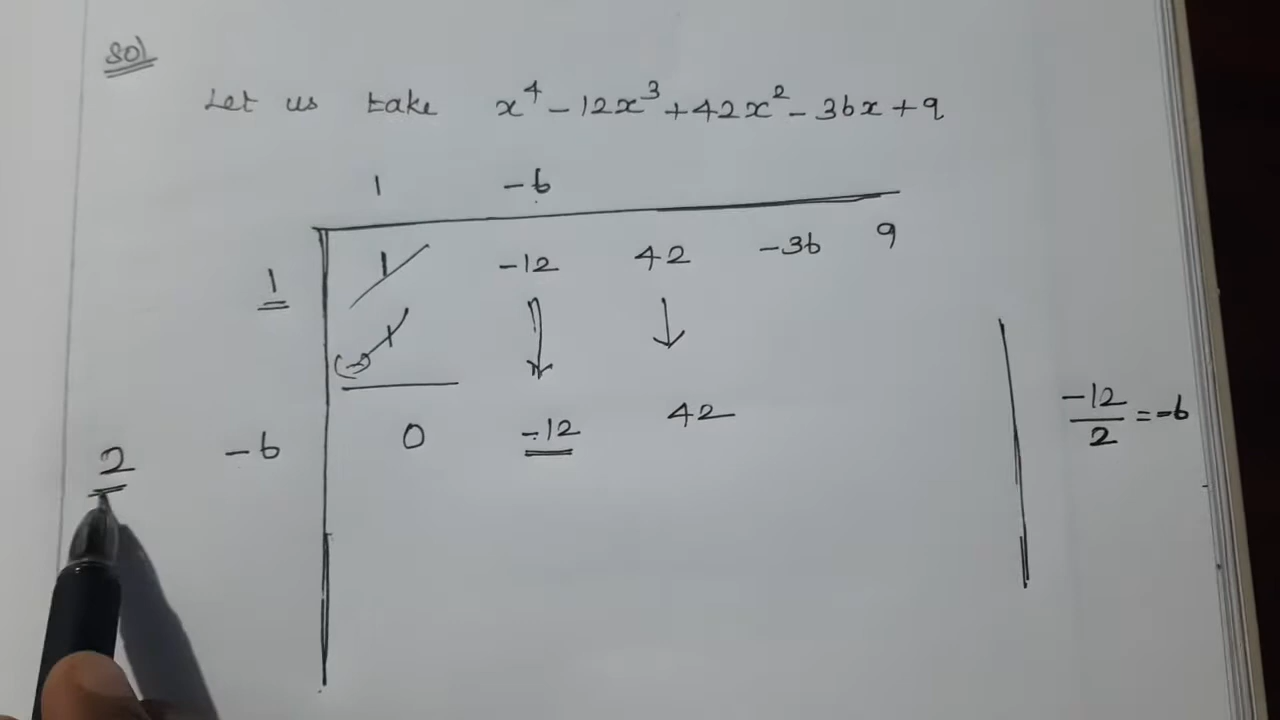 Sol
Let us take x⁴ - 12x³ + 42x² - 36x + 9
1 -6
1 1 -12 42 -36 9
(-) 1
2 -6 0 -12 42
-12/2 = -6